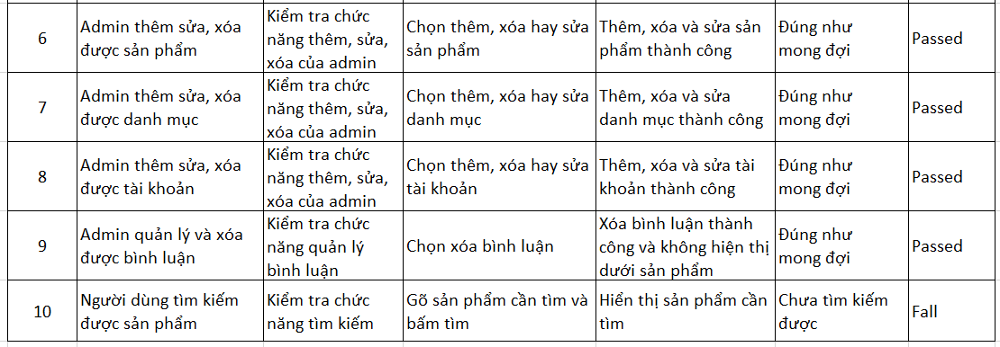 6
Admin thêm sửa, xóa
được sản phẩm
Kiểm tra chức
năng thêm, sửa,
xóa của admin
Chọn thêm, xóa hay sửa
sản phẩm
Thêm, xóa và sửa sản
phẩm thành công
Đúng như
mong đợi
Passed
7
Admin thêm sửa, xóa
được danh mục
Kiểm tra chức
năng thêm, sửa,
xóa của admin
Chọn thêm, xóa hay sửa
danh mục
Thêm, xóa và sửa
danh mục thành công
Đúng như
mong đợi
Passed
8
Admin thêm sửa, xóa
được tài khoản
Kiểm tra chức
năng thêm, sửa,
xóa của admin
Chọn thêm, xóa hay sửa
tài khoản
Thêm, xóa và sửa tài
khoản thành công
Đúng như
mong đợi
Passed
9
Admin quản lý và xóa
được bình luận
Kiểm tra chức
năng quản lý
bình luận
Chọn xóa bình luận
Xóa bình luận thành
công và không hiện thị
dưới sản phẩm
Đúng như
mong đợi
Passed
10
Người dùng tìm kiếm
được sản phẩm
Kiểm tra chức
năng tìm kiếm
Gõ sản phẩm cần tìm và
bấm tìm
Hiển thị sản phẩm cần
tìm
Chưa tìm kiếm
được
Fall